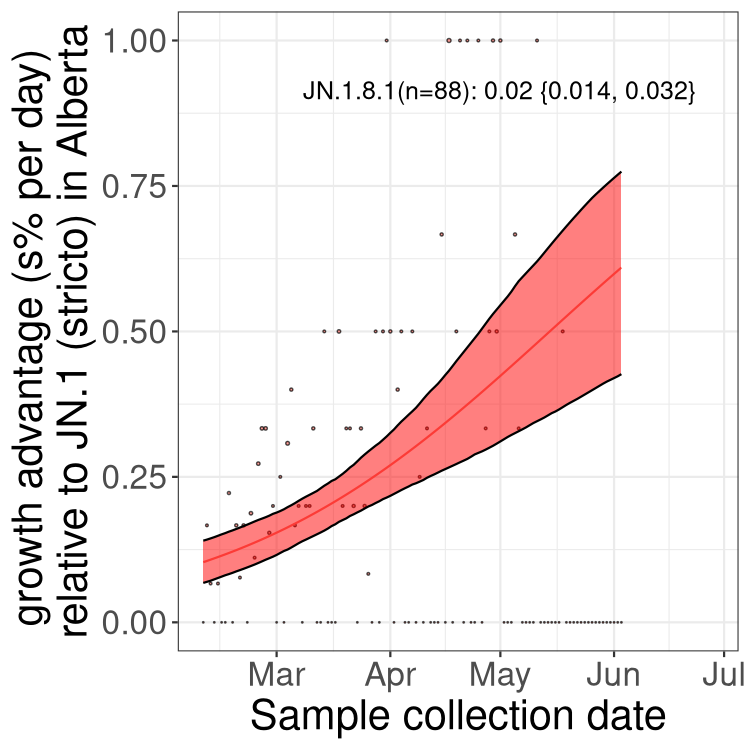 growth advantage (s% per day)
relative to JN.1 (stricto) in Alberta
1.00
JN.1.8.1(n=88): 0.02 {0.014, 0.032}
0.75
0.50
0.25
0.00
Mar Apr May Jun Jul
Sample collection date